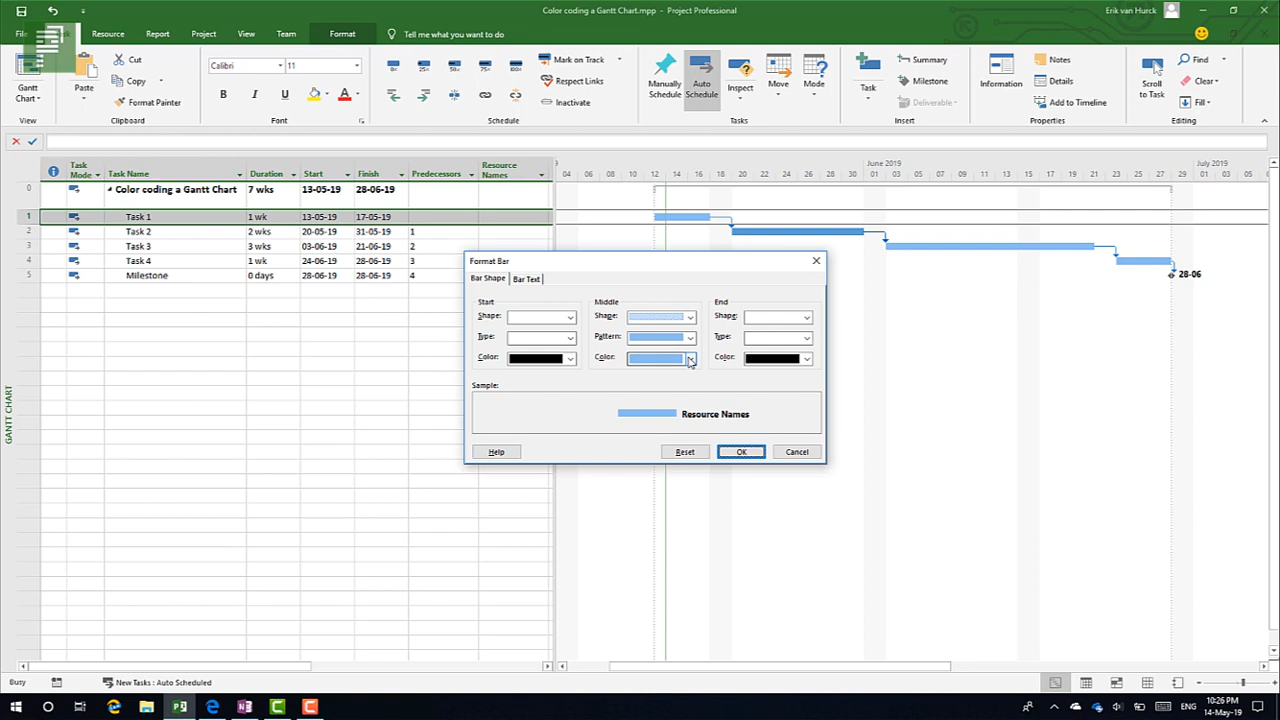 Color coding a Gantt Chart.mpp - Project Professional
Erik van Hurck
Resource Report Project View Team Format Tell me what you want to do
Gantt Chart
Paste
Cut
Copy
Format Painter
Calibri 11
B I U A
0% 25% 50% 75% 100%
Mark on Track
Respect Links
Inactivate
Manually Schedule
Auto Schedule
Inspect
Move
Mode
Task
Summary
Milestone
Deliverable
Information
Notes
Details
Add to Timeline
Scroll to Task
Find
Clear
Fill
View Clipboard Font Schedule Tasks Insert Properties Editing
Task Mode Task Name Duration Start Finish Predecessors Resource Names
June 2019 July 2019
9 04 06 08 10 12 14 16 18 20 22 24 26 28 30 01 03 05 07 09 11 13 15 17 19 21 23 25 27 29 01 03 05
0 Color coding a Gantt Chart 7 wks 13-05-19 28-06-19
1 Task 1 1 wk 13-05-19 17-05-19
2 Task 2 2 wks 20-05-19 31-05-19 1
3 Task 3 3 wks 03-06-19 21-06-19 2
4 Task 4 1 wk 24-06-19 28-06-19 3
5 Milestone 0 days 28-06-19 28-06-19 4
28-06
GANTT CHART
Format Bar
Bar Shape Bar Text
Start Middle End
Shape: Shape: Shape:
Type: Pattern: Type:
Color: Color: Color:
Sample:
Resource Names
Help Reset OK Cancel
Busy New Tasks : Auto Scheduled
10:26 PM
14-May-19